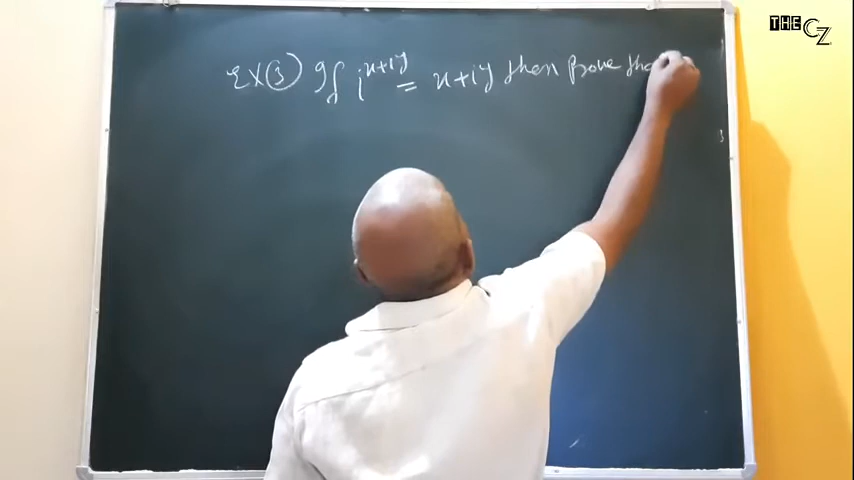 THE CZ
Ex(3) If i^x+iy = x+iy then prove tha